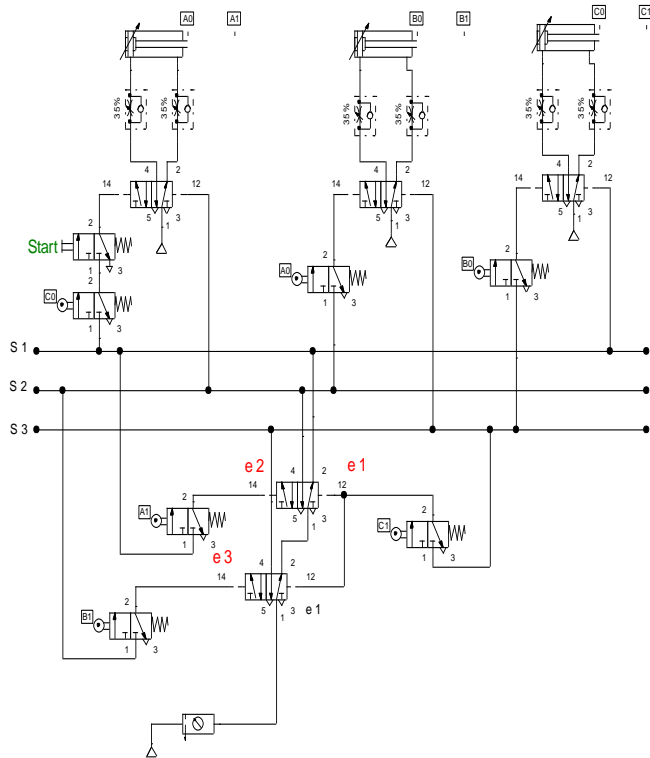 A0 A1 B0 B1 C0 C1
35% 35% 35% 35% 35% 35%
4 2 4 2 4 2
14 12 14 12 14 12
5 1 3 5 1 3 5 1 3
2
Start
1 3
A0
B0
2
1 3
2
1 3
2
C0
1 3
S 1
S 2
S 3
e 2 4 2 e 1
14 12
2
A1
1 3
5 1 3
2
C1
1 3
e 3
4 2
14 12
5 1 3
e 1
2
B1
1 3